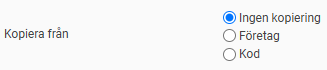 Ingen kopiering
Kopiera från
Företag
Kod